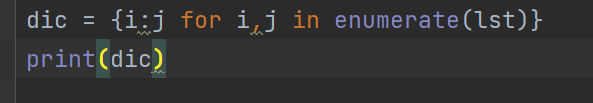 dic = {i:j for i,j in enumerate(lst)}
print(dic)